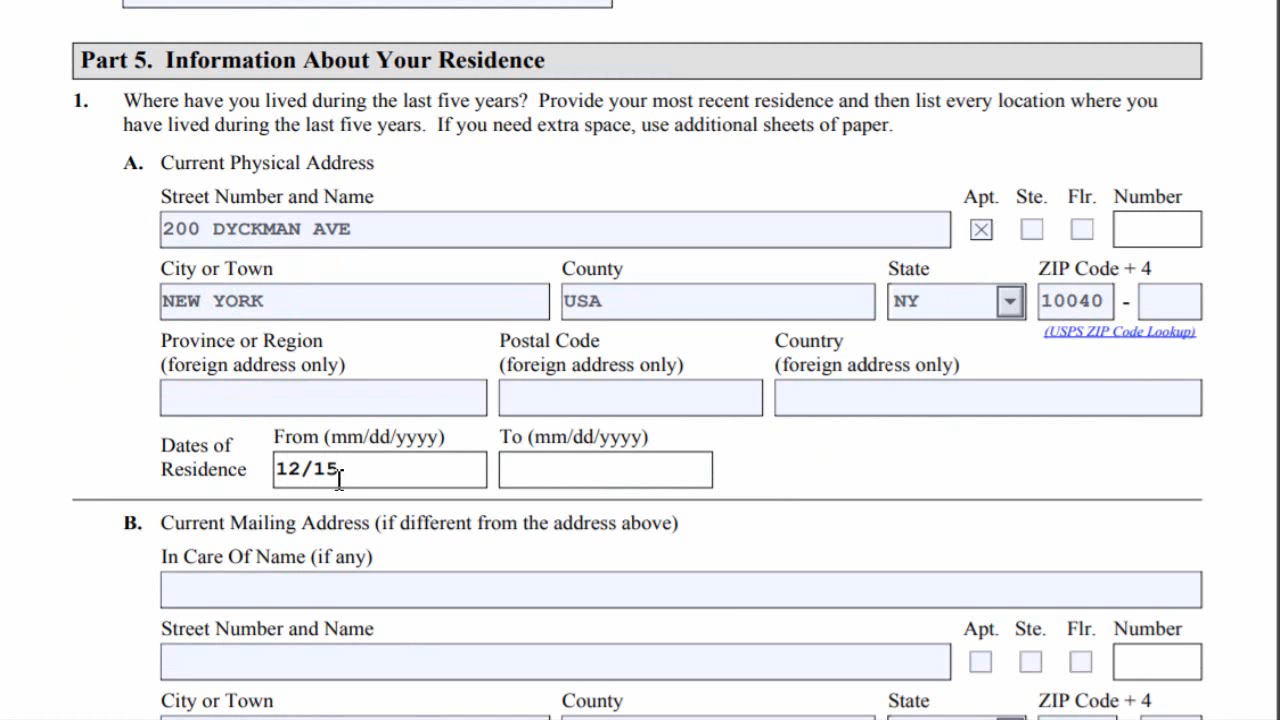 Part 5. Information About Your Residence
1. Where have you lived during the last five years? Provide your most recent residence and then list every location where you
have lived during the last five years. If you need extra space, use additional sheets of paper.
A. Current Physical Address
Street Number and Name Apt. Ste. Flr. Number
200 DYCKMAN AVE
City or Town County State ZIP Code + 4
NEW YORK USA NY 10040 -
(USPS ZIP Code Lookup)
Province or Region Postal Code Country
(foreign address only) (foreign address only) (foreign address only)
Dates of From (mm/dd/yyyy) To (mm/dd/yyyy)
Residence 12/15
B. Current Mailing Address (if different from the address above)
In Care Of Name (if any)
Street Number and Name Apt. Ste. Flr. Number
City or Town County State ZIP Code + 4